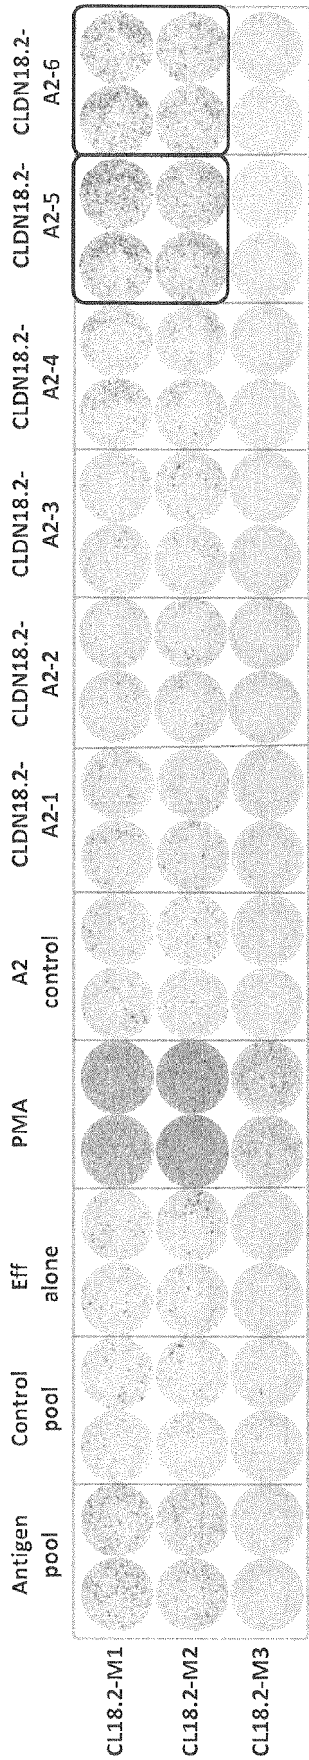 Antigen
pool
Control
pool
Eff
alone
PMA
A2
control
CLDN18.2-
A2-1
CLDN18.2-
A2-2
CLDN18.2-
A2-3
CLDN18.2-
A2-4
CLDN18.2-
A2-5
CLDN18.2-
A2-6
CL18.2-M1
CL18.2-M2
CL18.2-M3